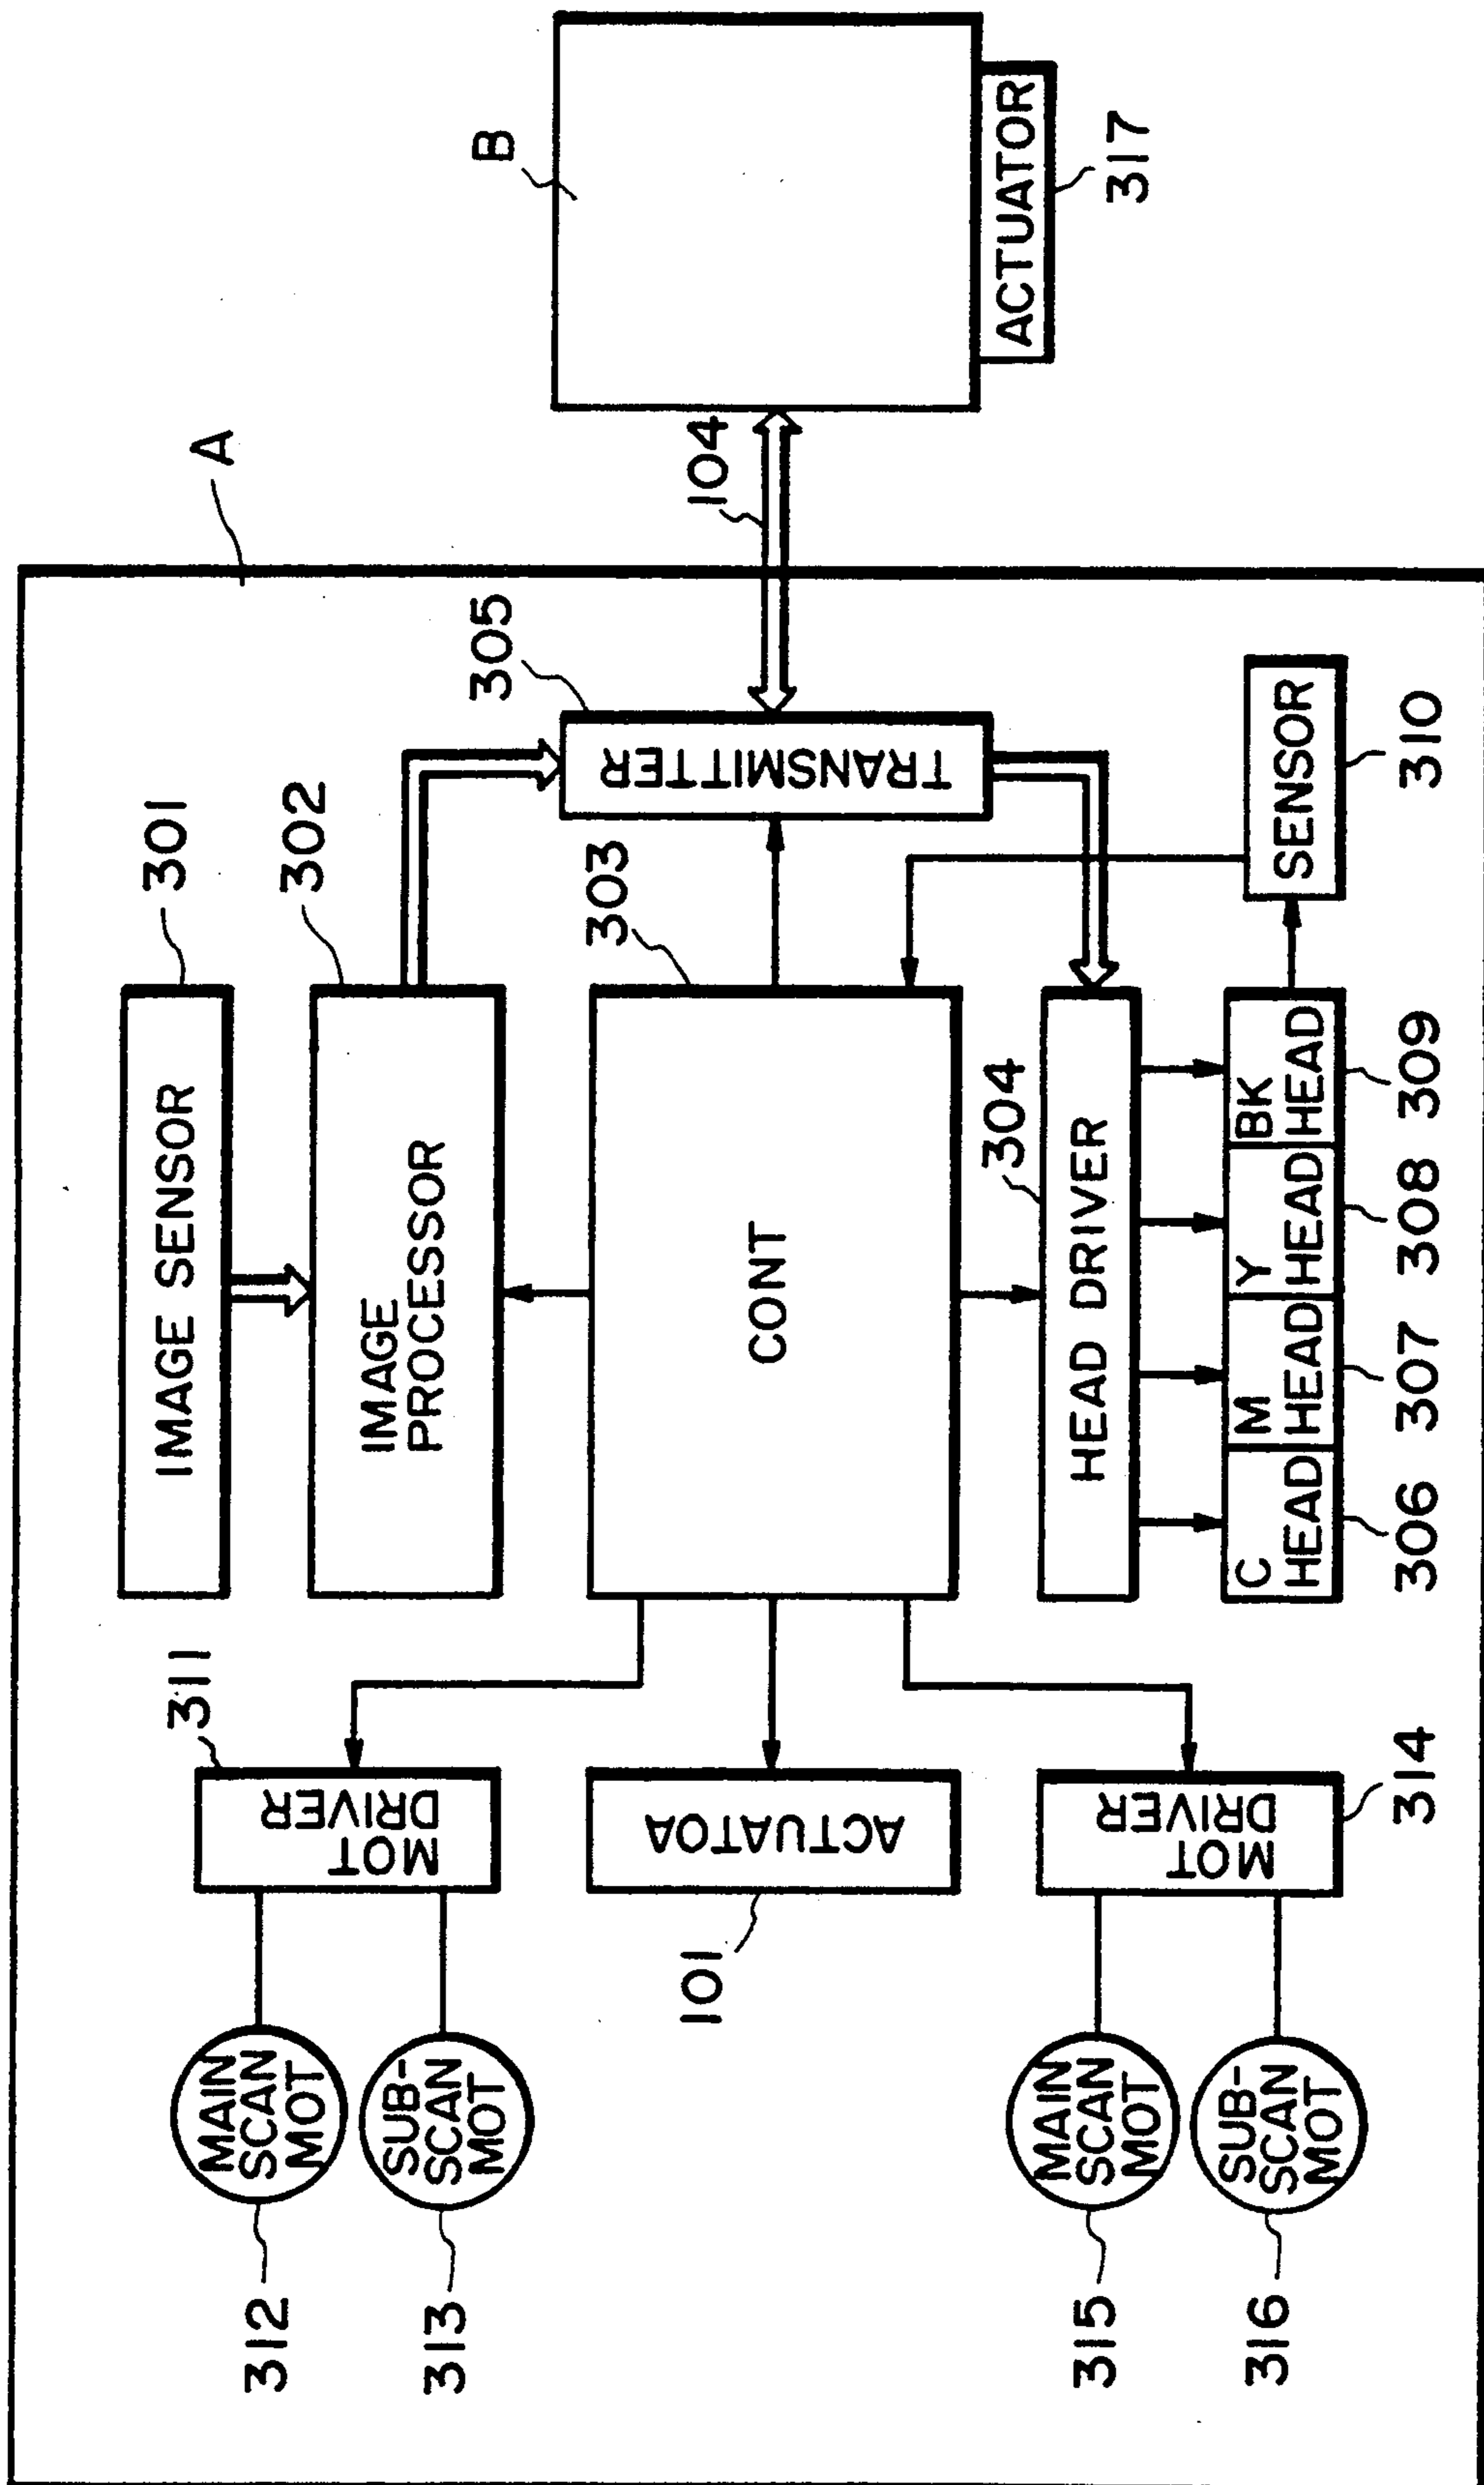 A
301
IMAGE SENSOR
302
IMAGE
PROCESSOR
311
MOT
DRIVER
312
MAIN
SCAN
MOT
313
SUB-
SCAN
MOT
303
CONT
305
TRANSMITTER
104
B
ACTUATOR
317
101
ACTUATOA
304
HEAD DRIVER
314
MOT
DRIVER
315
MAIN
SCAN
MOT
316
SUB-
SCAN
MOT
C
HEAD
306
M
HEAD
307
Y
HEAD
308
BK
HEAD
309
SENSOR
310